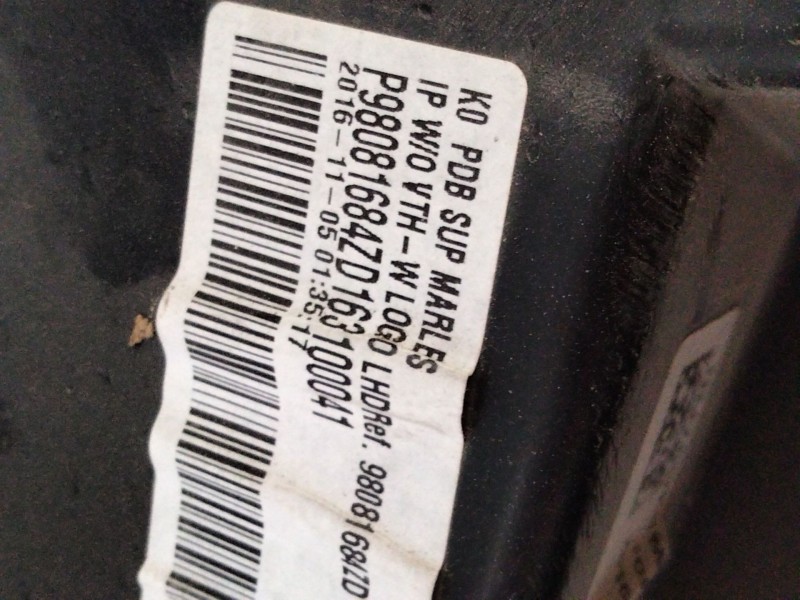 K0 PDB SUP MARLES
IP W/O VTH-W LOGO LHDRef. 98081684ZD
P98081684ZD163100041
2016-11-05 01:35:17